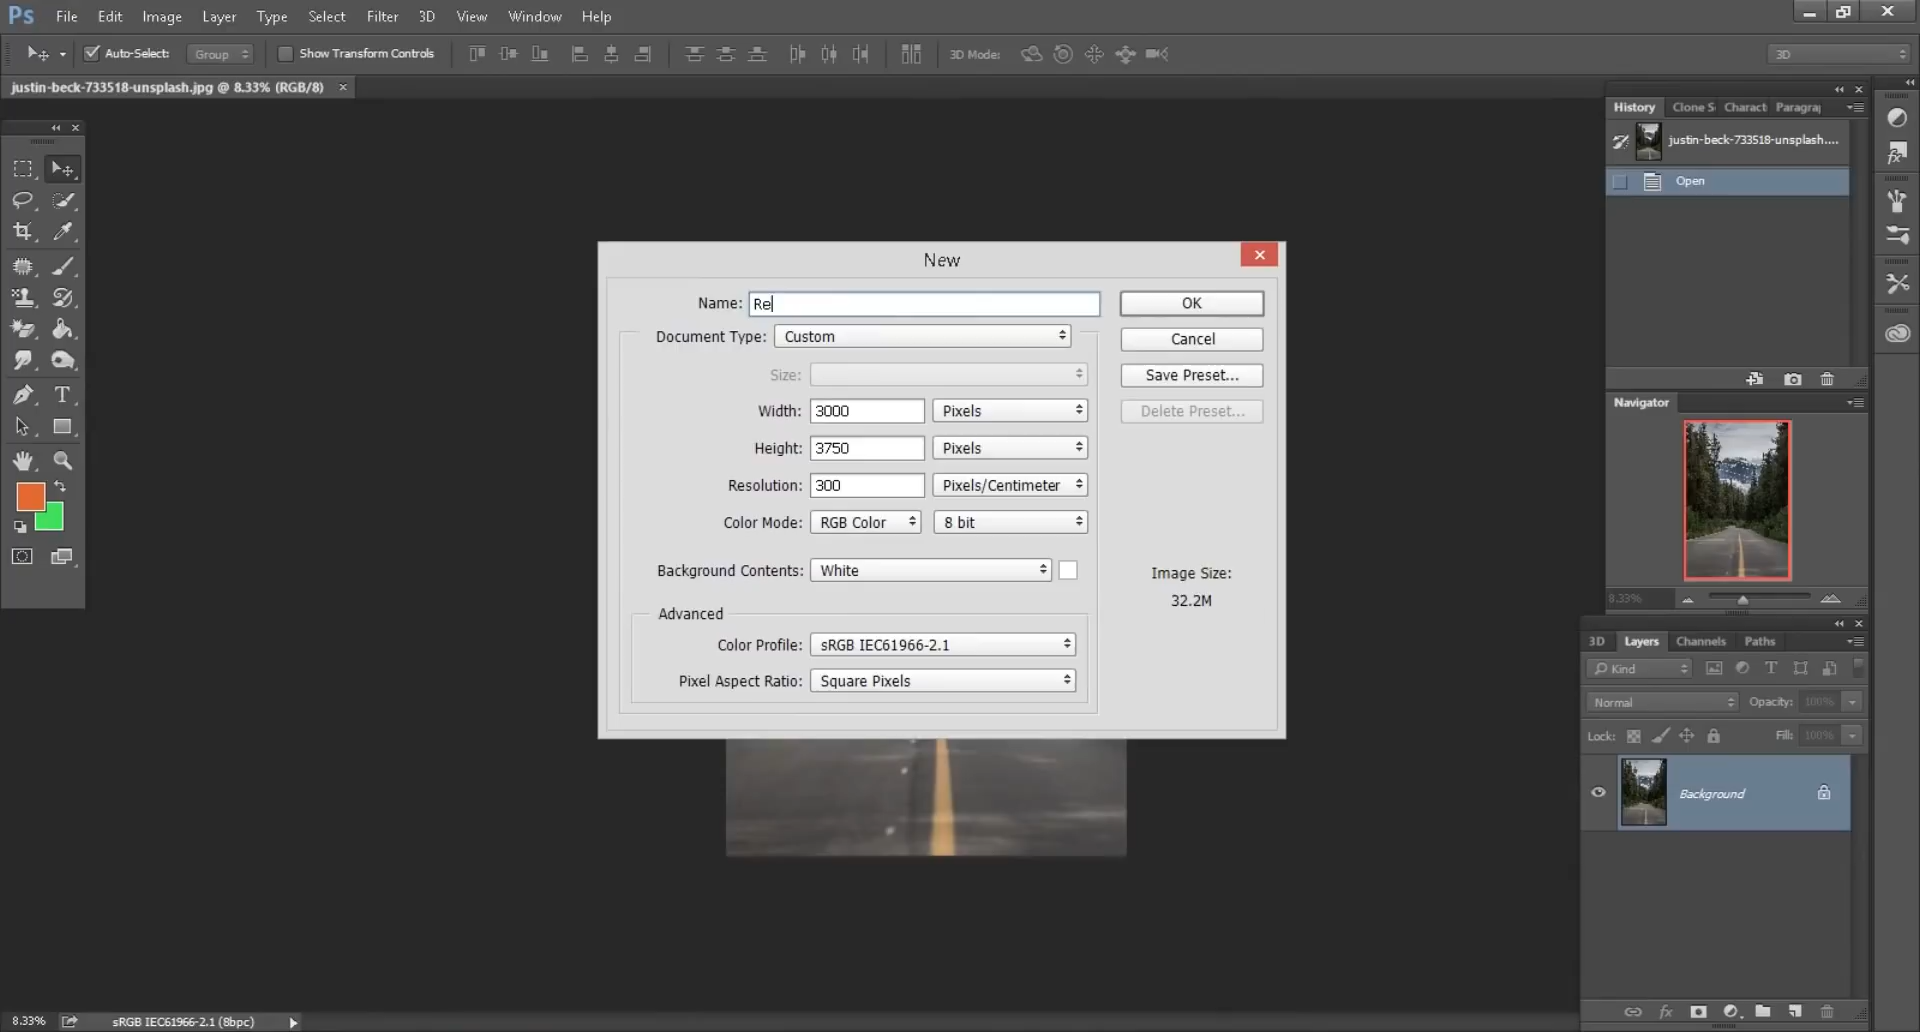 Ps File Edit Image Layer Type Select Filter 3D View Window Help
Auto-Select: Group Show Transform Controls 3D Mode: 3D
justin-beck-733518-unsplash.jpg @ 8.33% (RGB/8)
History Clone S Charact Paragraj
justin-beck-733518-unsplash....
Open
New
Name: Re OK
Document Type: Custom Cancel
Size: Save Preset...
Width: 3000 Pixels Delete Preset...
Height: 3750 Pixels
Resolution: 300 Pixels/Centimeter
Color Mode: RGB Color 8 bit
Background Contents: White
Image Size:
32.2M
Advanced
Color Profile: sRGB IEC61966-2.1
Pixel Aspect Ratio: Square Pixels
Navigator
8.33%
3D Layers Channels Paths
Kind
Normal Opacity: 100%
Lock: Fill: 100%
Background
8.33% sRGB IEC61966-2.1 (8bpc)